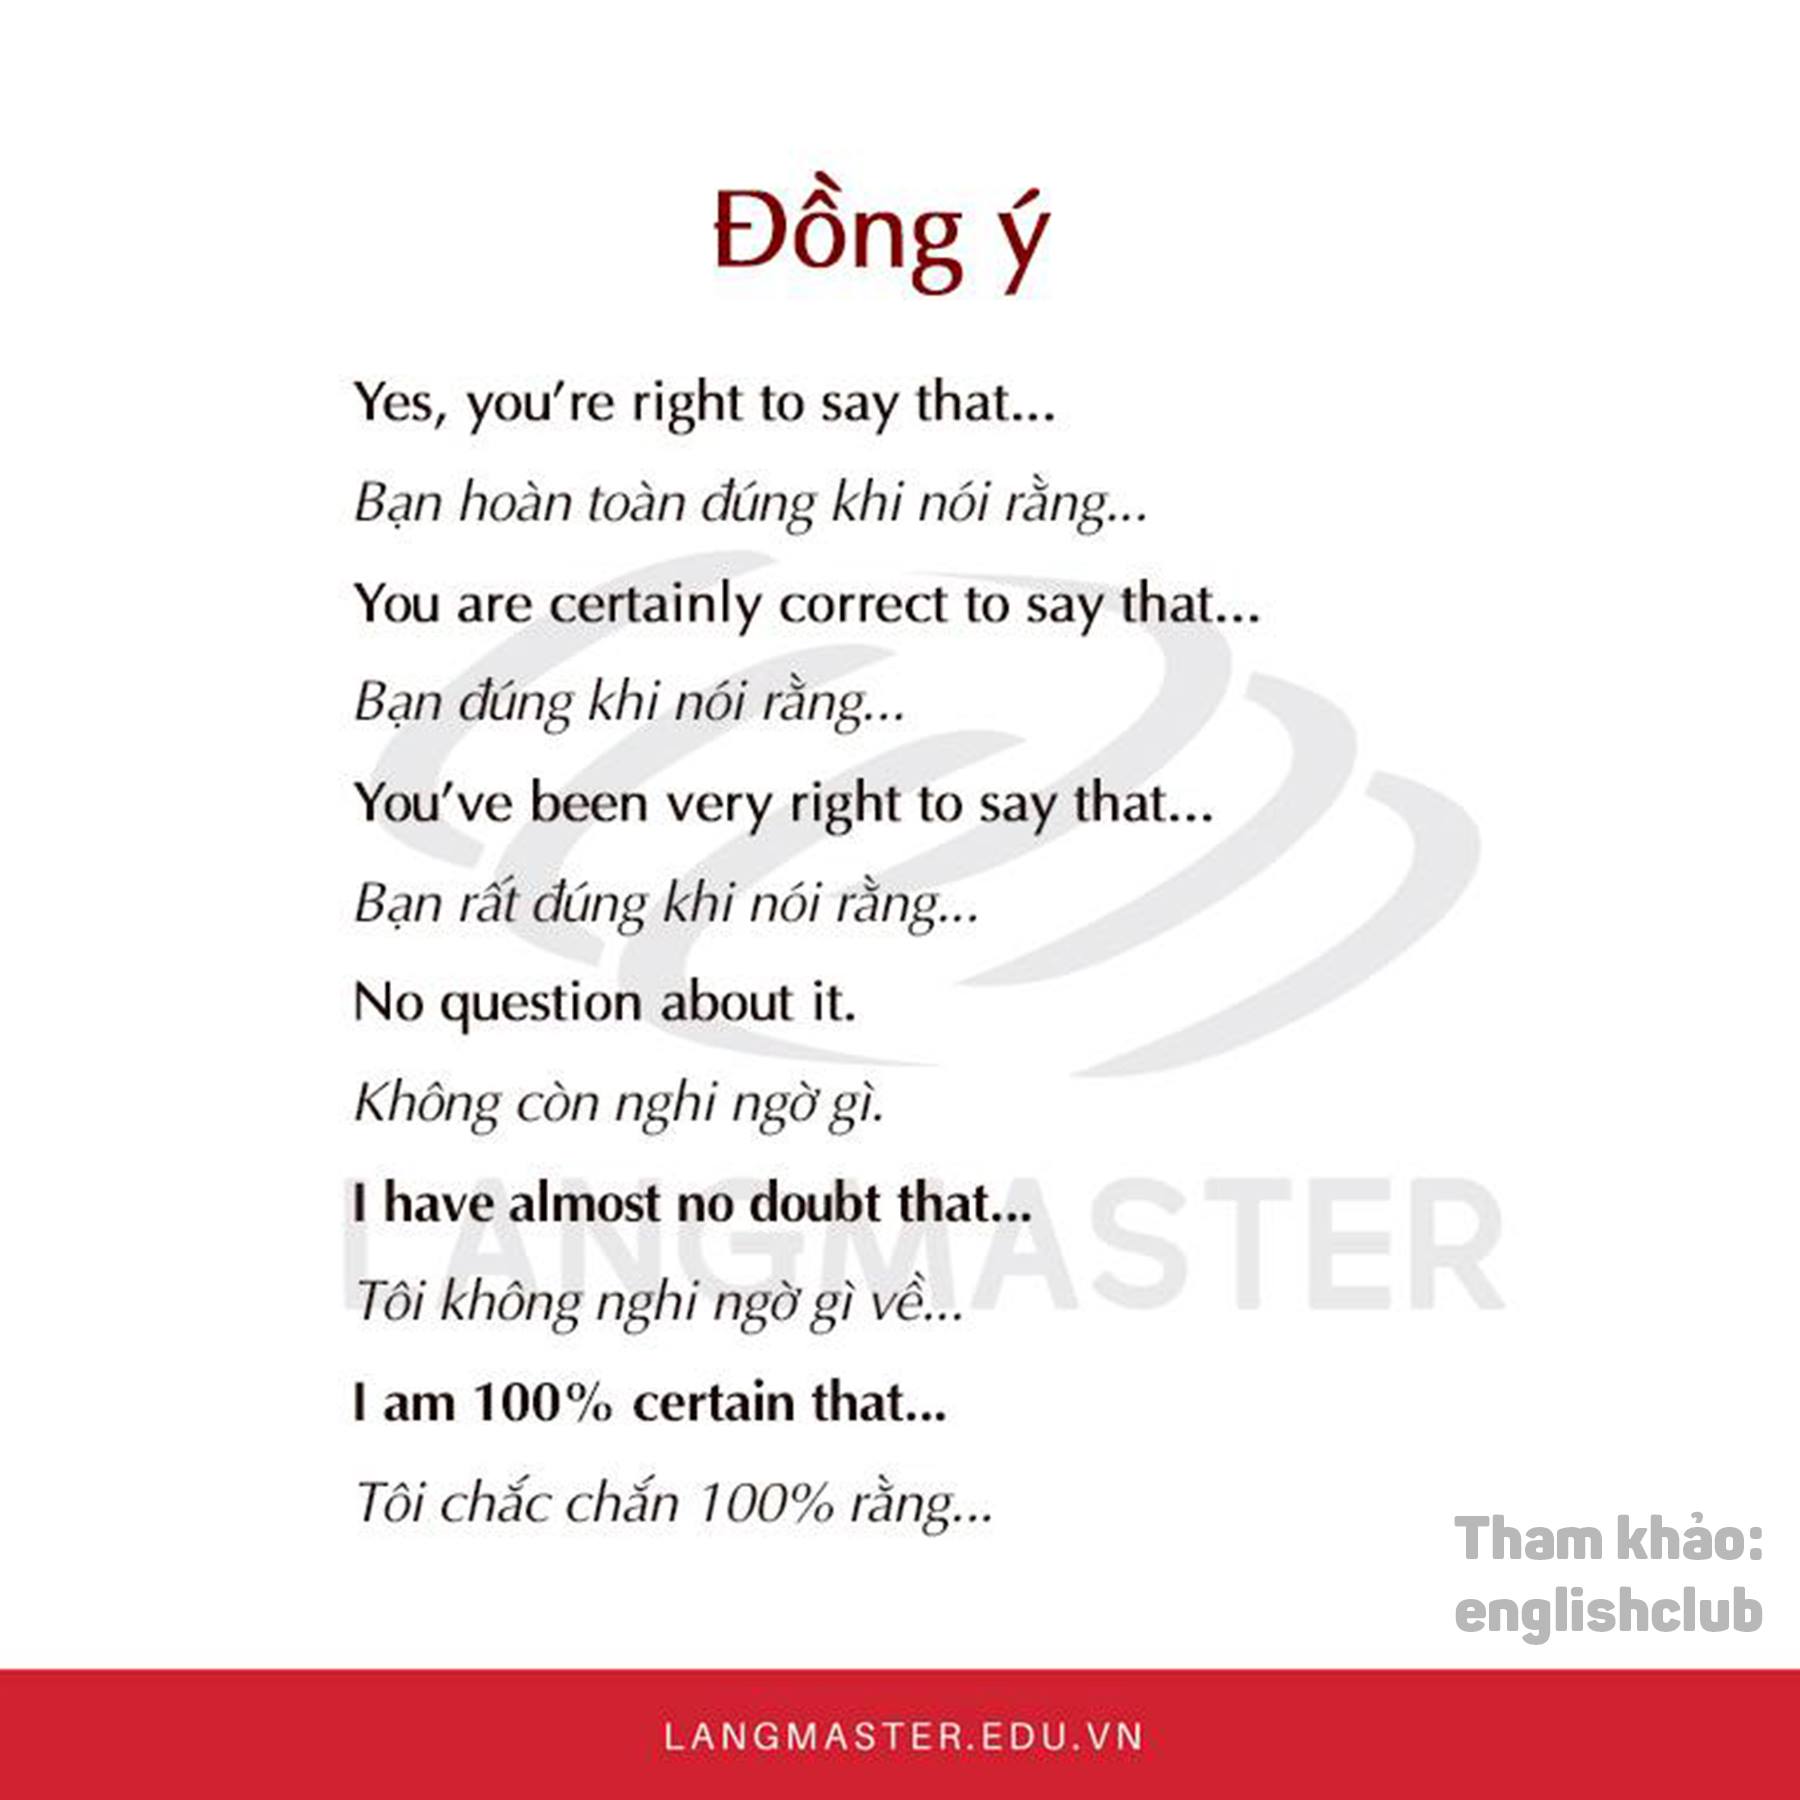 Đồng ý
Yes, you’re right to say that...
Bạn hoàn toàn đúng khi nói rằng...
You are certainly correct to say that...
Bạn đúng khi nói rằng...
You’ve been very right to say that...
Bạn rất đúng khi nói rằng...
No question about it.
Không còn nghi ngờ gì.
I have almost no doubt that...
LANGMASTER
Tôi không nghi ngờ gì về...
I am 100% certain that...
Tôi chắc chắn 100% rằng...
Tham khảo:
englishclub
LANGMASTER.EDU.VN